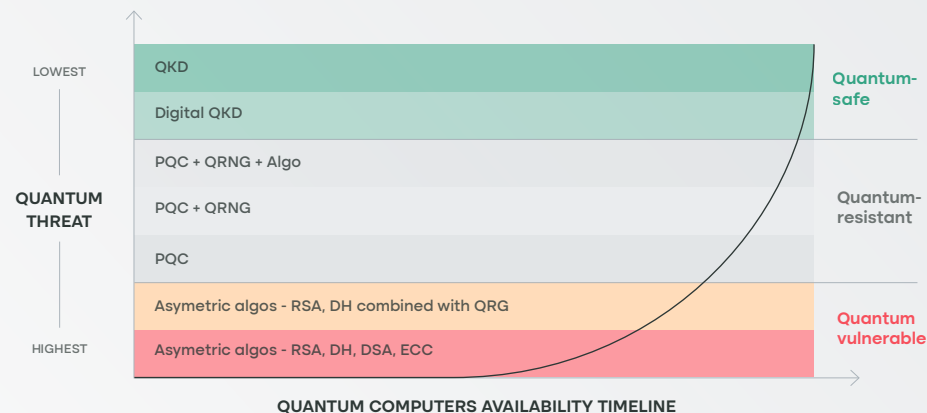 LOWEST
QUANTUM
THREAT
HIGHEST
QKD
Digital QKD
PQC + QRNG + Algo
PQC + QRNG
PQC
Asymetric algos - RSA, DH combined with QRG
Asymetric algos - RSA, DH, DSA, ECC
Quantum-
safe
Quantum-
resistant
Quantum
vulnerable
QUANTUM COMPUTERS AVAILABILITY TIMELINE